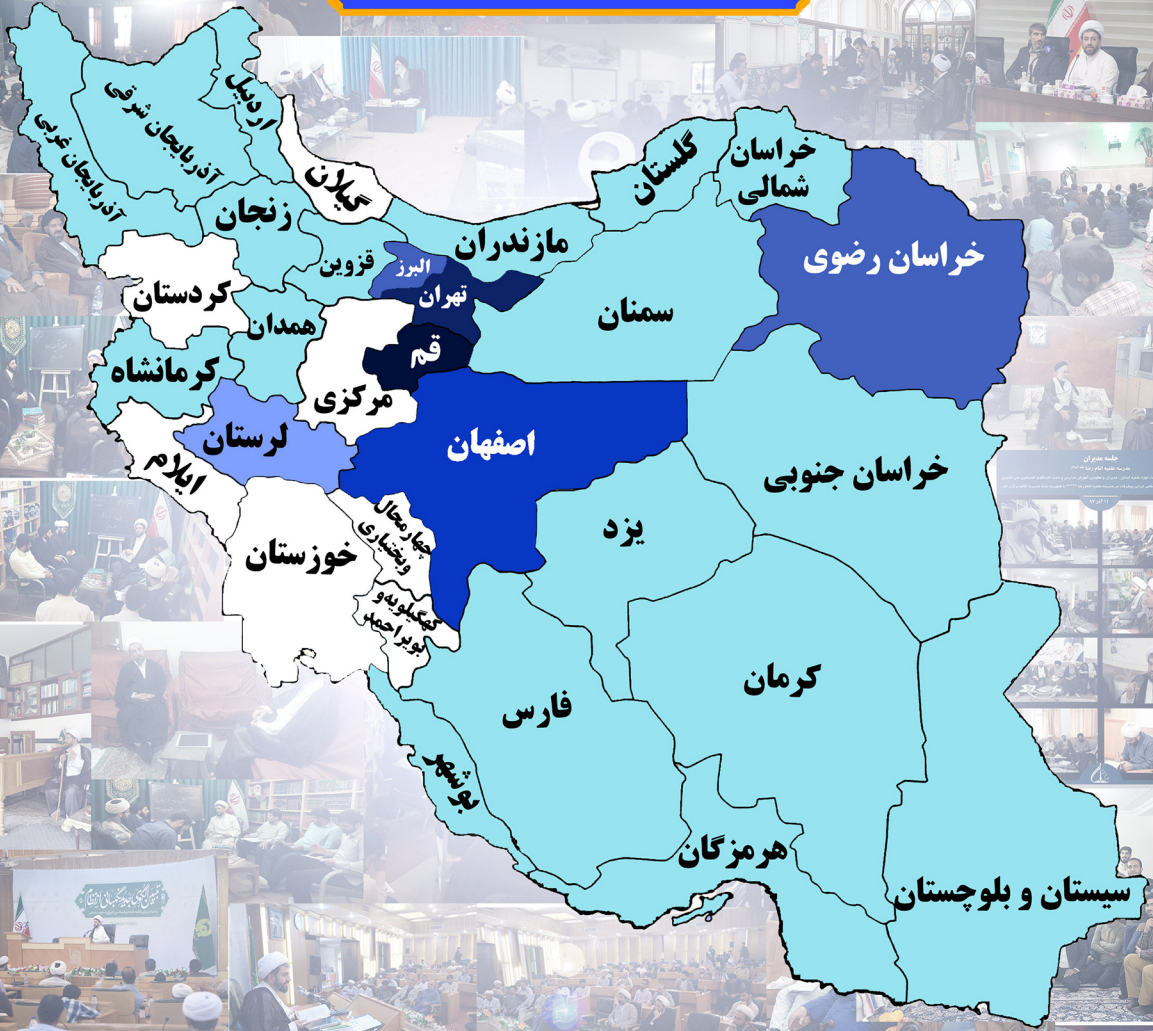 جلسه مدیران
اردبیل
آذربایجان شرقی
آذربایجان غربی
گیلان
زنجان
قزوین
مازندران
گلستان
خراسان
شمالی
خراسان رضوی
البرز
تهران
سمنان
کردستان
همدان
قم
کرمانشاه
مرکزی
لرستان
اصفهان
ایلام
خراسان جنوبی
خوزستان
چهارمحال
وبختیاری
یزد
کهگیلویه و
بویراحمد
کرمان
فارس
بوشهر
هرمزگان
سیستان و بلوچستان